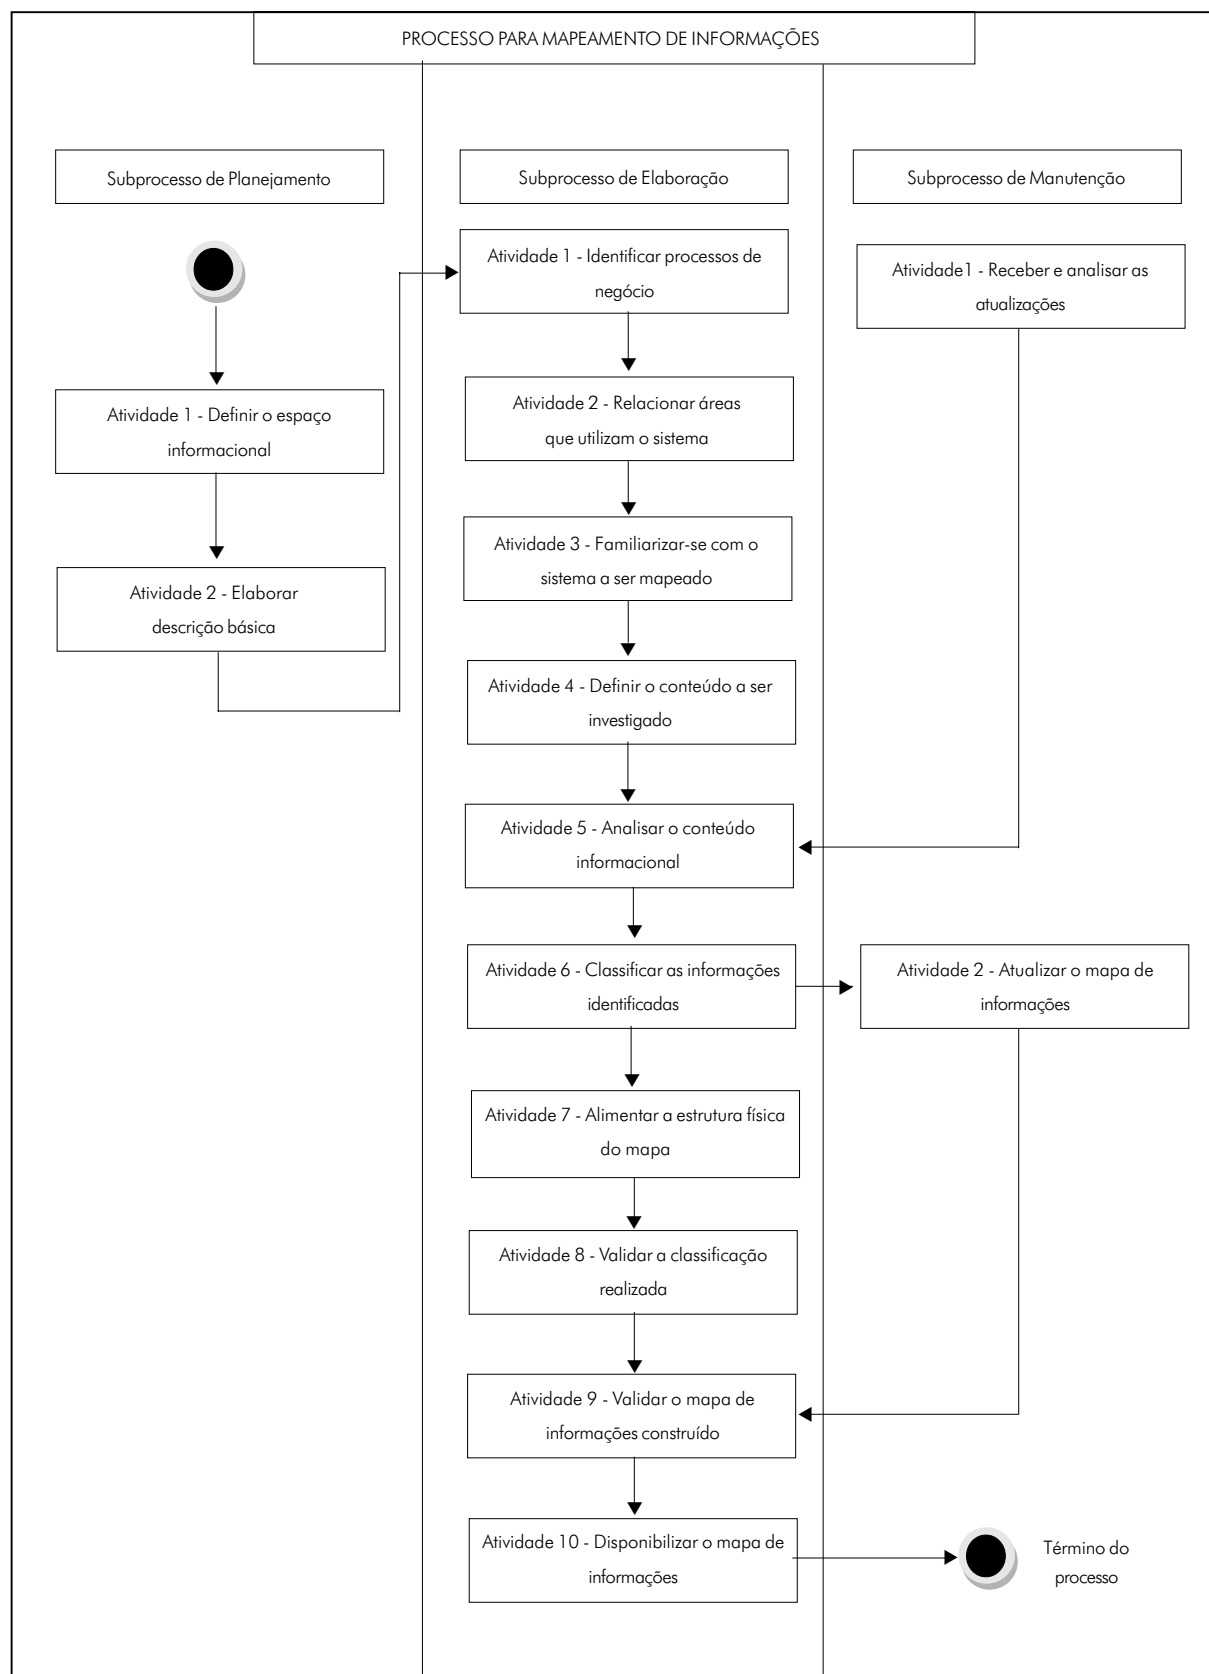 PROCESSO PARA MAPEAMENTO DE INFORMAÇÕES
Subprocesso de Planejamento
Atividade 1 - Definir o espaço
informacional
Atividade 2 - Elaborar
descrição básica
Subprocesso de Elaboração
Atividade 1 - Identificar processos de
negócio
Atividade 2 - Relacionar áreas
que utilizam o sistema
Atividade 3 - Familiarizar-se com o
sistema a ser mapeado
Atividade 4 - Definir o conteúdo a ser
investigado
Atividade 5 - Analisar o conteúdo
informacional
Atividade 6 - Classificar as informações
identificadas
Atividade 7 - Alimentar a estrutura física
do mapa
Atividade 8 - Validar a classificação
realizada
Atividade 9 - Validar o mapa de
informações construído
Atividade 10 - Disponibilizar o mapa de
informações
Subprocesso de Manutenção
Atividade1 - Receber e analisar as
atualizações
Atividade 2 - Atualizar o mapa de
informações
Término do
processo